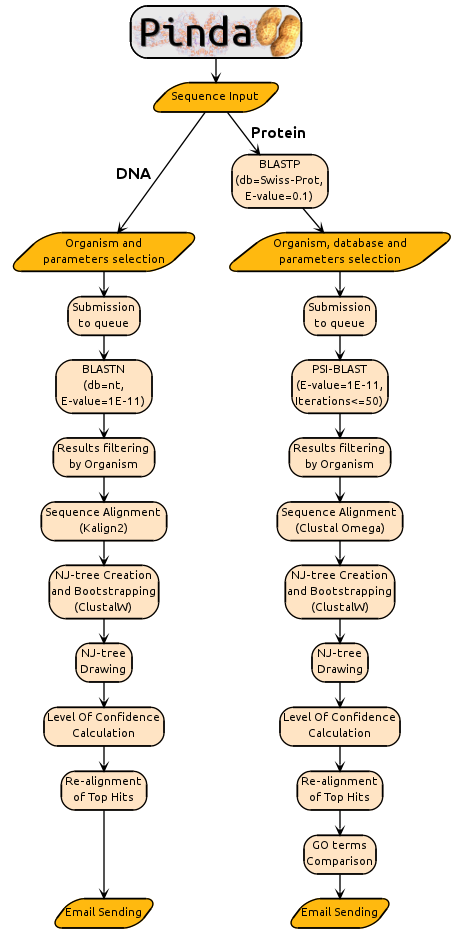 Pinda
Sequence Input
DNA
Protein
BLASTP
(db=Swiss-Prot,
E-value=0.1)
Organism and
parameters selection
Submission
to queue
BLASTN
(db=nt,
E-value=1E-11)
Results filtering
by Organism
Sequence Alignment
(Kalign2)
NJ-tree Creation
and Bootstrapping
(ClustalW)
NJ-tree
Drawing
Level Of Confidence
Calculation
Re-alignment
of Top Hits
Email Sending
Organism, database and
parameters selection
Submission
to queue
PSI-BLAST
(E-value=1E-11,
Iterations<=50)
Results filtering
by Organism
Sequence Alignment
(Clustal Omega)
NJ-tree Creation
and Bootstrapping
(ClustalW)
NJ-tree
Drawing
Level Of Confidence
Calculation
Re-alignment
of Top Hits
GO terms
Comparison
Email Sending